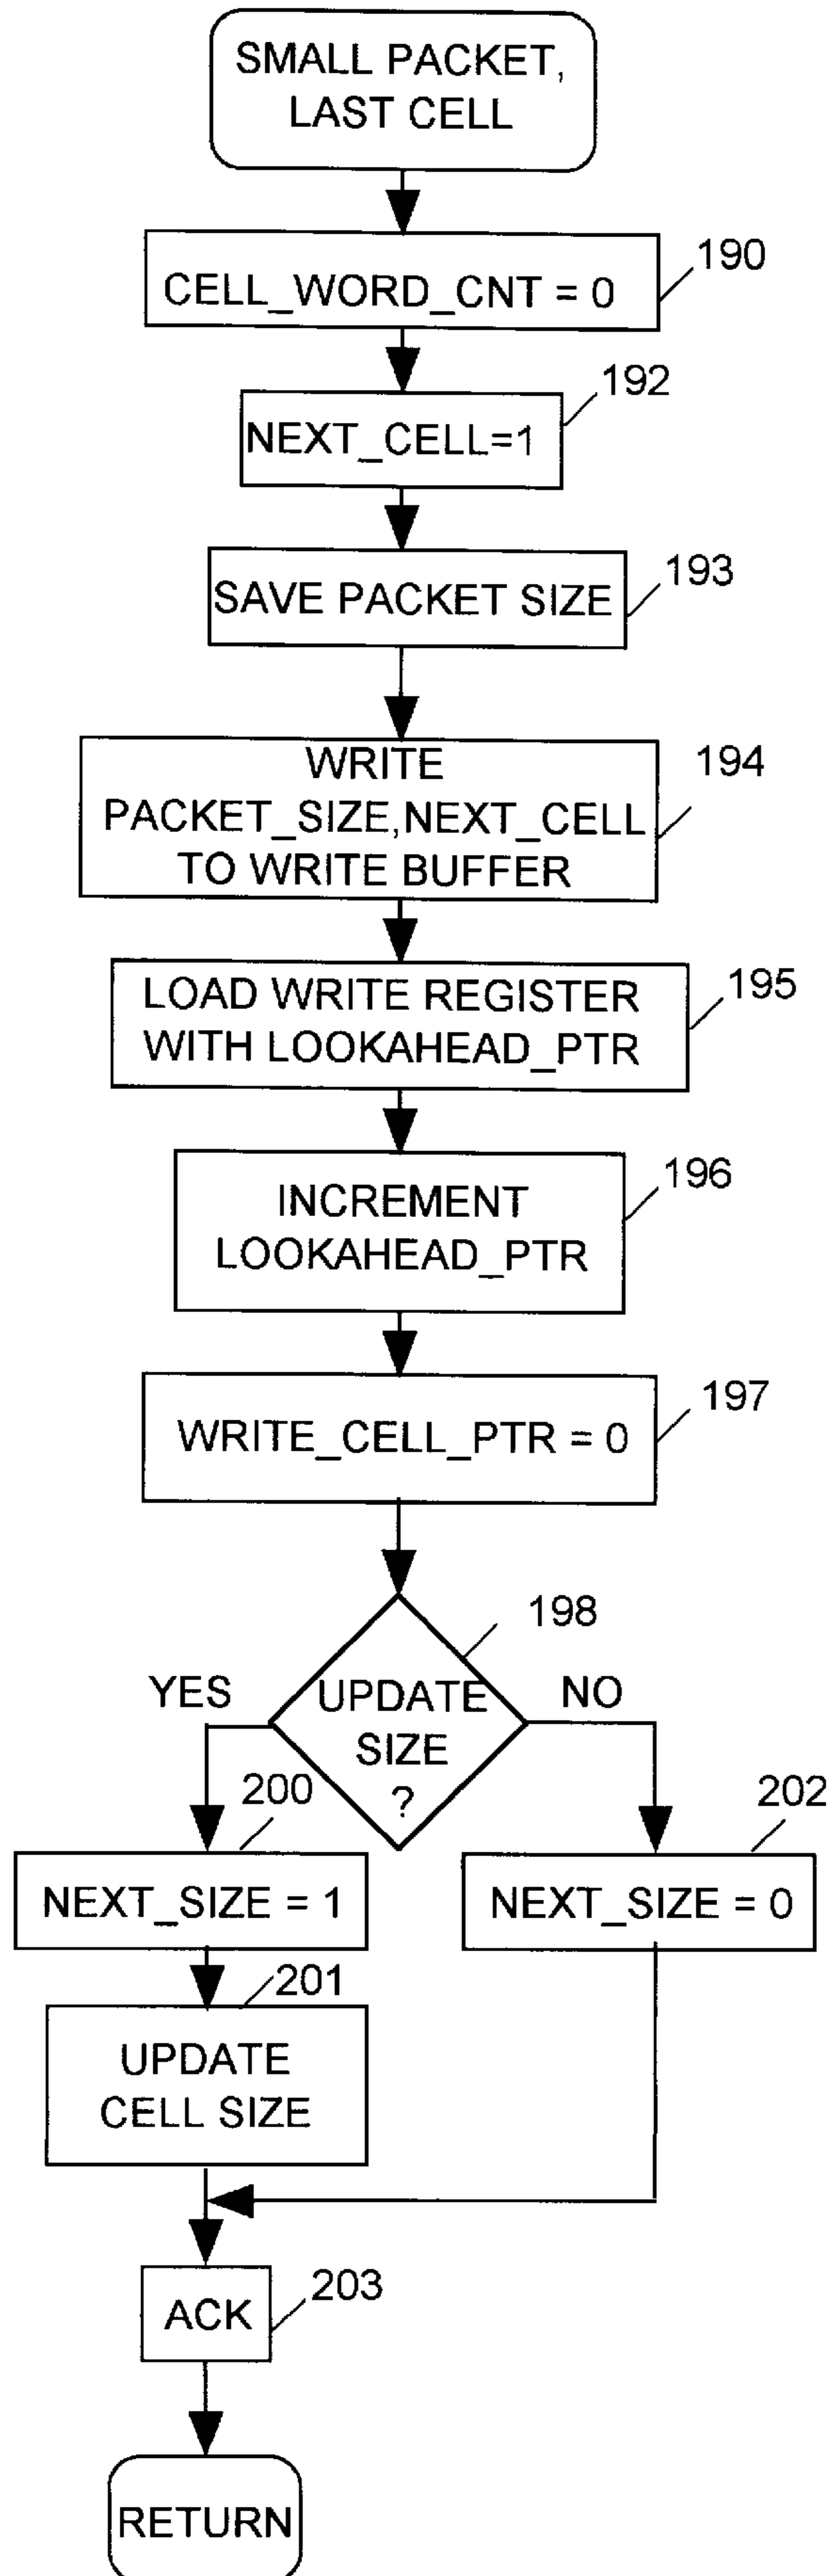 SMALL PACKET,
LAST CELL
190
CELL_WORD_CNT = 0
192
NEXT_CELL=1
193
SAVE PACKET SIZE
194
WRITE
PACKET_SIZE,NEXT_CELL
TO WRITE BUFFER
195
LOAD WRITE REGISTER
WITH LOOKAHEAD_PTR
196
INCREMENT
LOOKAHEAD_PTR
197
WRITE_CELL_PTR = 0
198
YES
UPDATE
SIZE
?
NO
200
202
NEXT_SIZE = 1
NEXT_SIZE = 0
201
UPDATE
CELL SIZE
203
ACK
RETURN